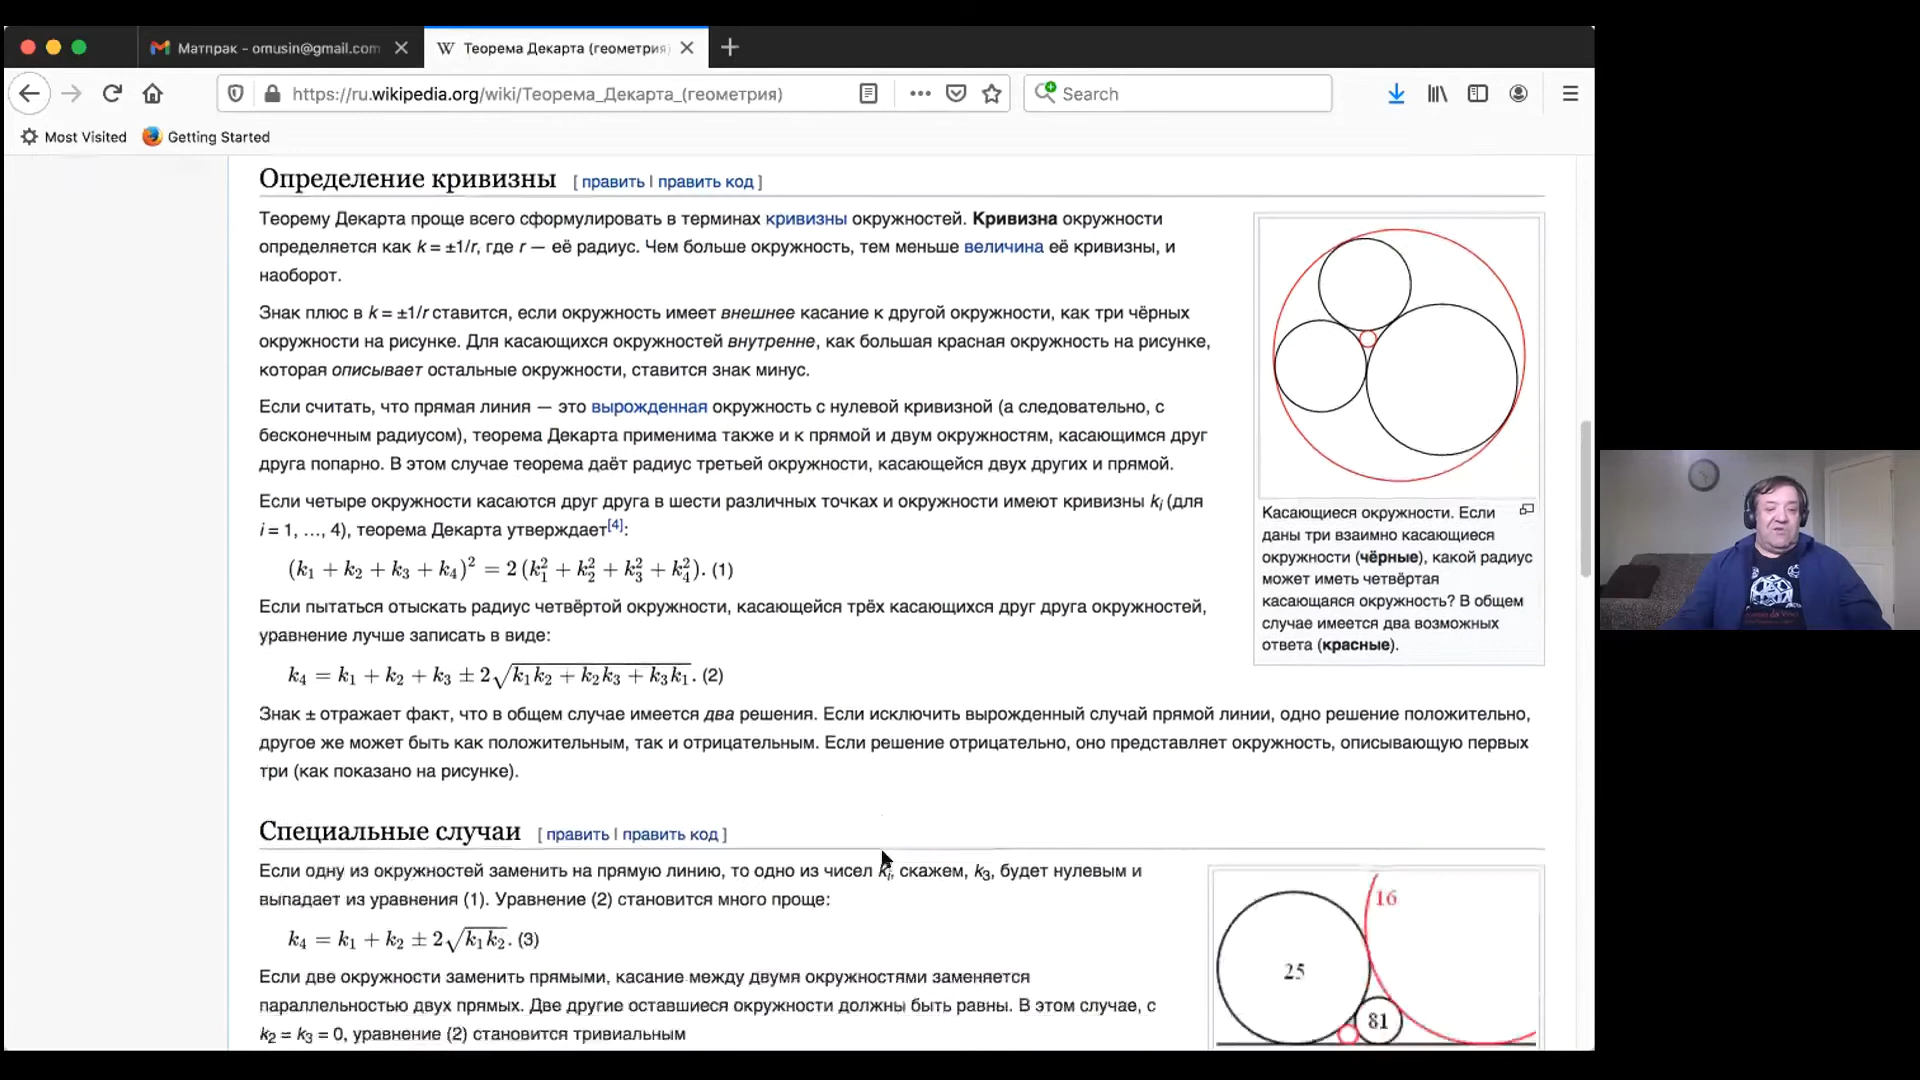 Матпрак - omusin@gmail.com
Теорема Декарта (геометрия)
https://ru.wikipedia.org/wiki/Теорема_Декарта_(геометрия)
Search
Most Visited
Getting Started
Определение кривизны [ править | править код ]
Теорему Декарта проще всего сформулировать в терминах кривизны окружностей. Кривизна окружности
определяется как k = ±1/r, где r — её радиус. Чем больше окружность, тем меньше величина её кривизны, и
наоборот.
Знак плюс в k = ±1/r ставится, если окружность имеет внешнее касание к другой окружности, как три чёрных
окружности на рисунке. Для касающихся окружностей внутренне, как большая красная окружность на рисунке,
которая описывает остальные окружности, ставится знак минус.
Если считать, что прямая линия — это вырожденная окружность с нулевой кривизной (а следовательно, с
бесконечным радиусом), теорема Декарта применима также и к прямой и двум окружностям, касающимся друг
друга попарно. В этом случае теорема даёт радиус третьей окружности, касающейся двух других и прямой.
Если четыре окружности касаются друг друга в шести различных точках и окружности имеют кривизны kᵢ (для
i = 1, ..., 4), теорема Декарта утверждает[4]:
(k₁ + k₂ + k₃ + k₄)² = 2 (k₁² + k₂² + k₃² + k₄²). (1)
Если пытаться отыскать радиус четвёртой окружности, касающейся трёх касающихся друг друга окружностей,
уравнение лучше записать в виде:
k₄ = k₁ + k₂ + k₃ ± 2√(k₁k₂ + k₂k₃ + k₃k₁). (2)
Знак ± отражает факт, что в общем случае имеется два решения. Если исключить вырожденный случай прямой линии, одно решение положительно,
другое же может быть как положительным, так и отрицательным. Если решение отрицательно, оно представляет окружность, описывающую первых
три (как показано на рисунке).
Касающиеся окружности. Если
даны три взаимно касающиеся
окружности (чёрные), какой радиус
может иметь четвёртая
касающаяся окружность? В общем
случае имеется два возможных
ответа (красные).
Специальные случаи [ править | править код ]
Если одну из окружностей заменить на прямую линию, то одно из чисел kᵢ, скажем, k₃, будет нулевым и
выпадает из уравнения (1). Уравнение (2) становится много проще:
k₄ = k₁ + k₂ ± 2√(k₁k₂). (3)
Если две окружности заменить прямыми, касание между двумя окружностями заменяется
параллельностью двух прямых. Две другие оставшиеся окружности должны быть равны. В этом случае, с
k₂ = k₃ = 0, уравнение (2) становится тривиальным
16
25
81